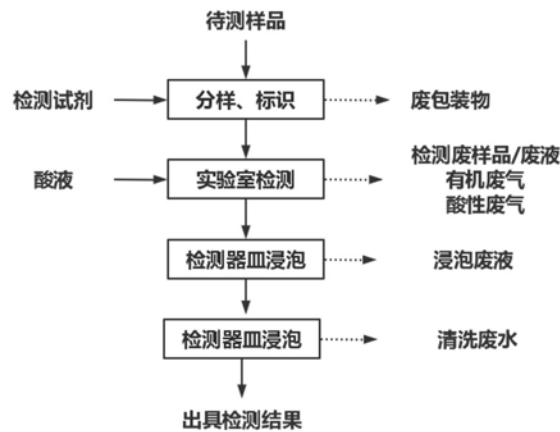 待测样品
检测试剂
分样、标识
废包装物
酸液
实验室检测
检测废样品/废液
有机废气
酸性废气
检测器皿浸泡
浸泡废液
检测器皿浸泡
清洗废水
出具检测结果